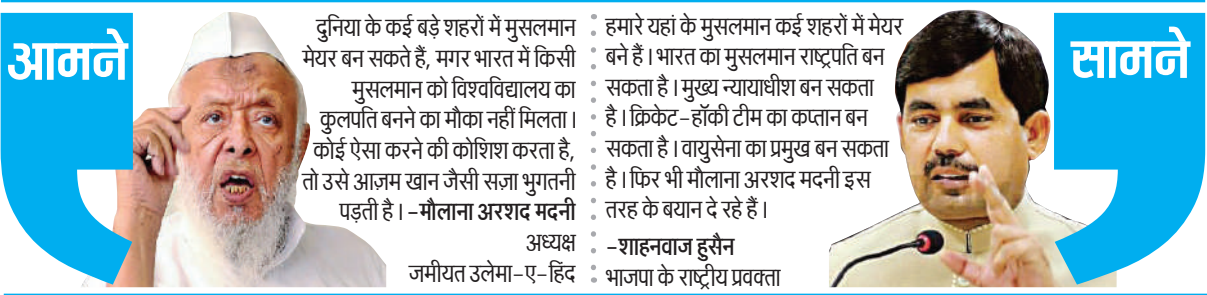 आमने
दुनिया के कई बड़े शहरों में मुसलमान
मेयर बन सकते हैं, मगर भारत में किसी
मुसलमान को विश्वविद्यालय का
कुलपति बनने का मौका नहीं मिलता।
कोई ऐसा करने की कोशिश करता है,
तो उसे आज़म खान जैसी सज़ा भुगतनी
पड़ती है। -मौलाना अरशद मदनी
अध्यक्ष
जमीयत उलेमा-ए-हिंद
हमारे यहां के मुसलमान कई शहरों में मेयर
बने हैं। भारत का मुसलमान राष्ट्रपति बन
सकता है। मुख्य न्यायाधीश बन सकता
है। क्रिकेट-हॉकी टीम का कप्तान बन
सकता है। वायुसेना का प्रमुख बन सकता
है। फिर भी मौलाना अरशद मदनी इस
तरह के बयान दे रहे हैं।
-शाहनवाज हुसैन
भाजपा के राष्ट्रीय प्रवक्ता
सामने